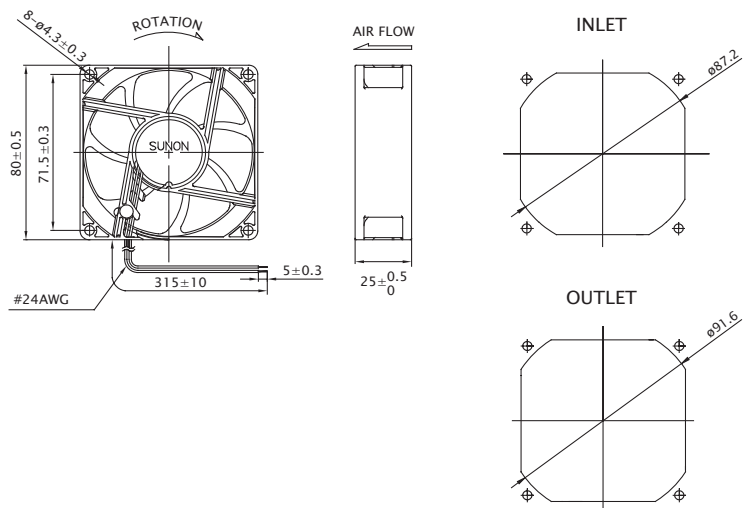 8-ø4.3±0.3
ROTATION
AIR FLOW
INLET
ø87.2
80±0.5
71.5±0.3
SUNON
5±0.3
315±10
#24AWG
25±0.5
0
OUTLET
ø91.6